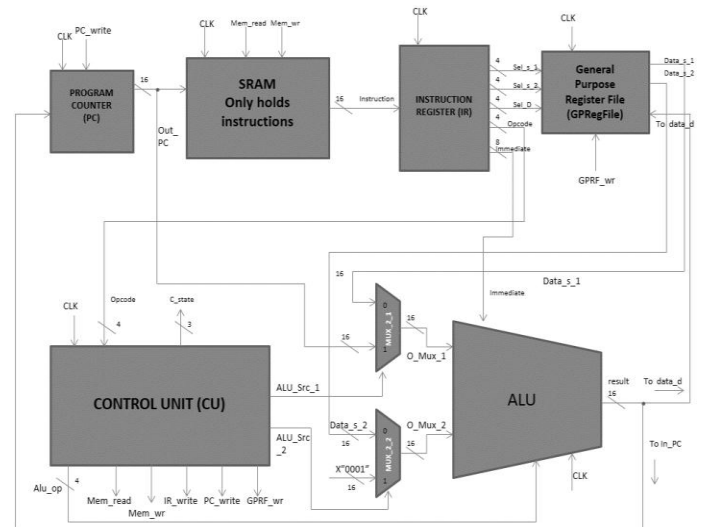 CLK
PC_write
PROGRAM
COUNTER
(PC)
16
Out_
PC
CLK
Mem_read
Mem_wr
SRAM
Only holds
instructions
16
Instruction
CLK
INSTRUCTION
REGISTER (IR)
4
Sel_s_1
4
Sel_s_2
4
Sel_D
4
Opcode
8
Immediate
CLK
General
Purpose
Register File
(GPRegFile)
Data_s_1
Data_s_2
To data_d
GPRF_wr
16
Data_s_1
Immediate
CLK
Opcode
4
C_state
3
CONTROL UNIT (CU)
ALU_Src_1
ALU_Src
_2
16
0
MUX_2_1
1
16
O_Mux_1
Data_s_2
16
X"0001"
16
0
MUX_2_2
1
O_Mux_2
16
ALU
CLK
result
16
To data_d
To In_PC
Alu_op
4
Mem_read
Mem_wr
IR_write
PC_write
GPRF_wr